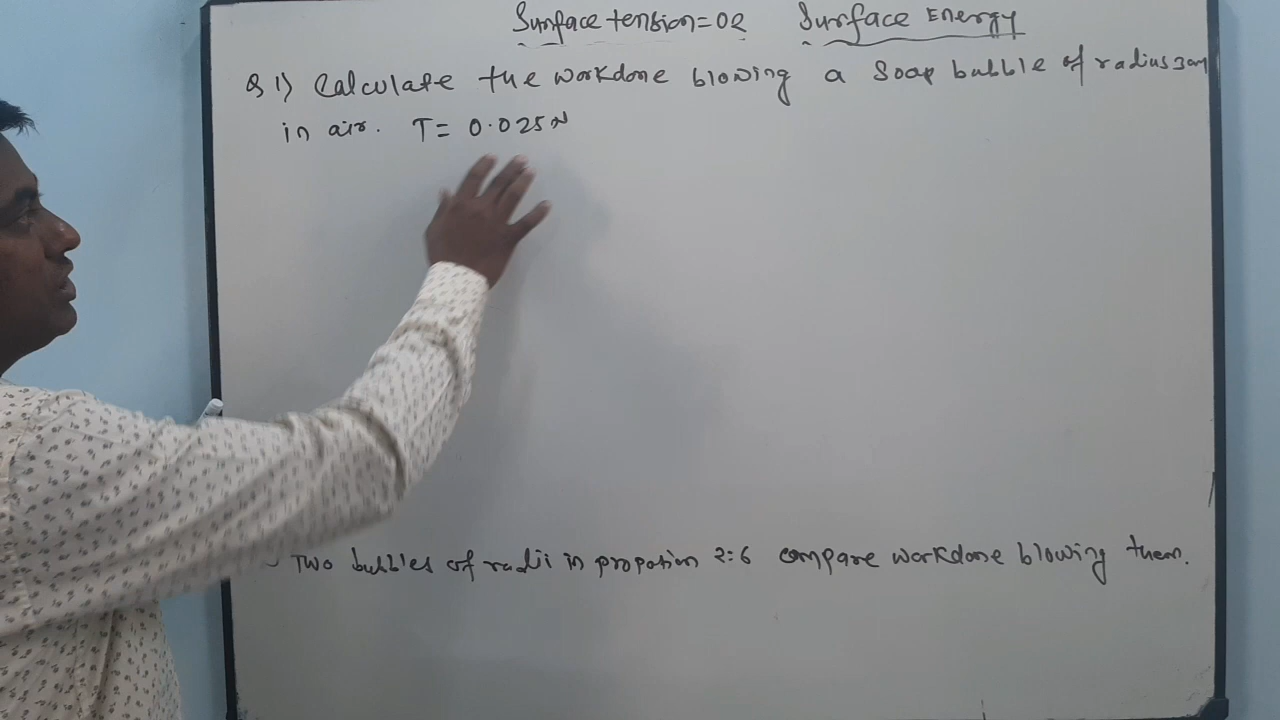 Surface tension=02 Surface Energy
Q 1) Calculate the workdone blowing a Soap bubble of radius 3cm
in air. T= 0.025N
Two bubbles of radii in propotion 2:6 compare workdone blowing them.